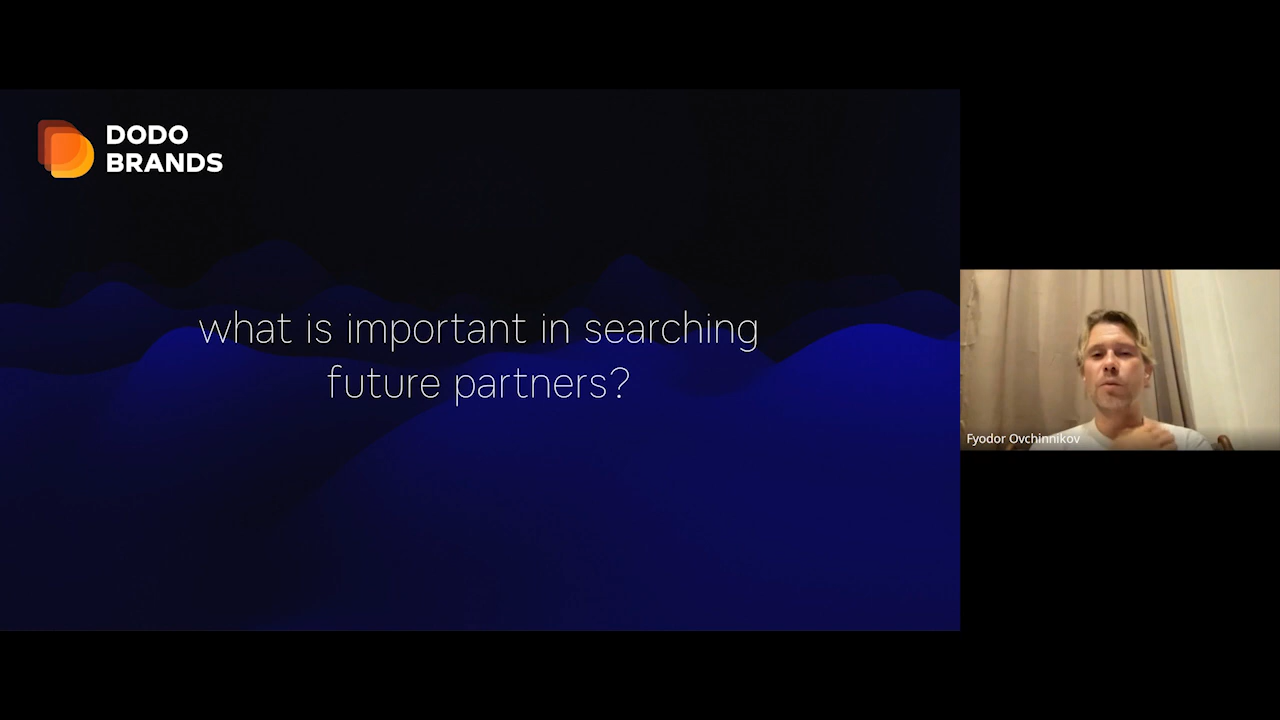 DODO
BRANDS
what is important in searching
future partners?
Fyodor Ovchinnikov